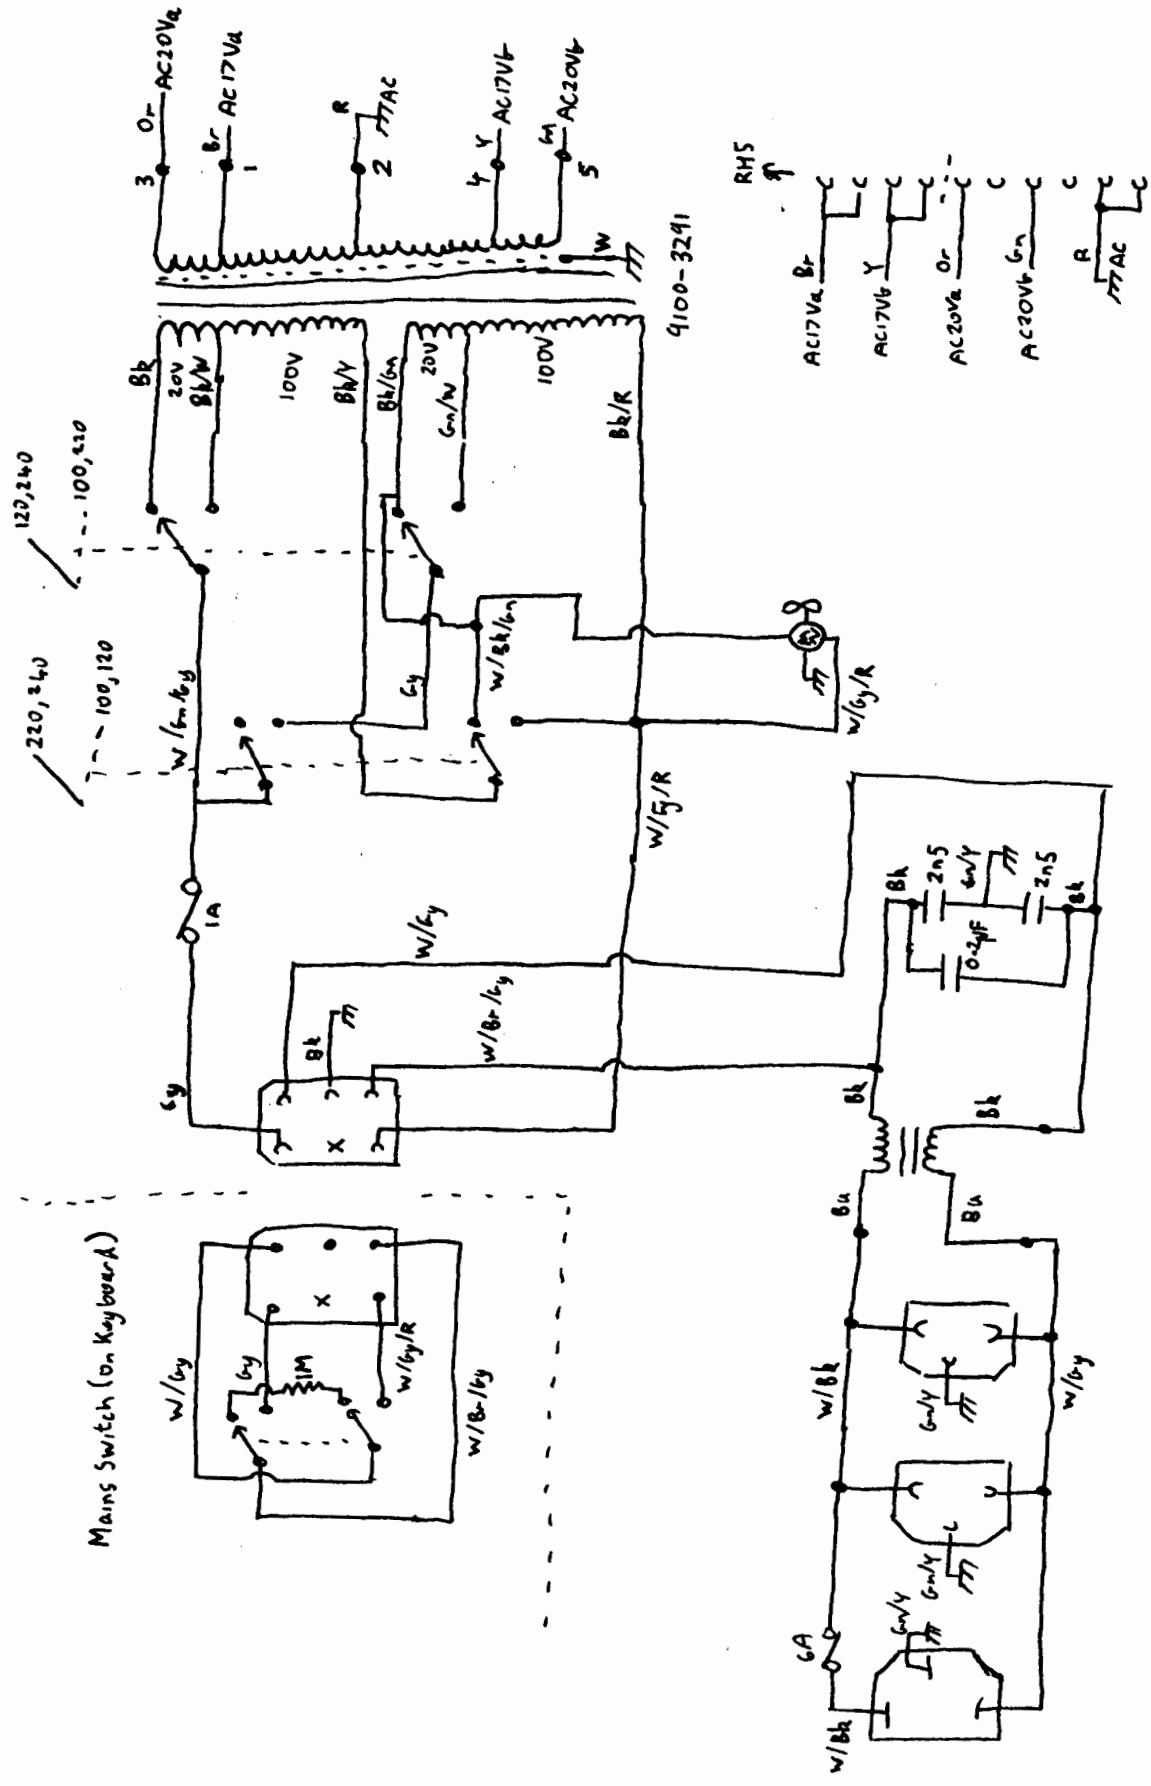 Mains Switch (on Keyboard)
W/Gy
Gy
1M
W/Gy/R
W/Br/Gy
X
X
Gy
Bk
W/Gy
W/Br/Gy
1A
220, 240
100, 120
120, 240
100, 220
W/Gn/Gy
Gy
W/Bk/Gn
W/Gy/R
W/Gy/R
Bk
20V
Bk/W
100V
Bk/Y
Bk/Gn
20V
Gn/W
100V
Bk/R
9100-3291
W
3
Or
AC20Va
1
Br
AC17Va
2
R
AC
4
Y
AC17Vb
5
Gn
AC20Vb
W/Bk
6A
Gn/Y
Gn/Y
Gn/Y
W/Bk
W/Gy
Bu
Bu
Bk
Bk
Bk
2n5
Gn/Y
2n5
Bk
0.2µF
RH5
AC17Va Br
AC17Vb Y
AC20Va Or
AC20Vb Gn
R
AC